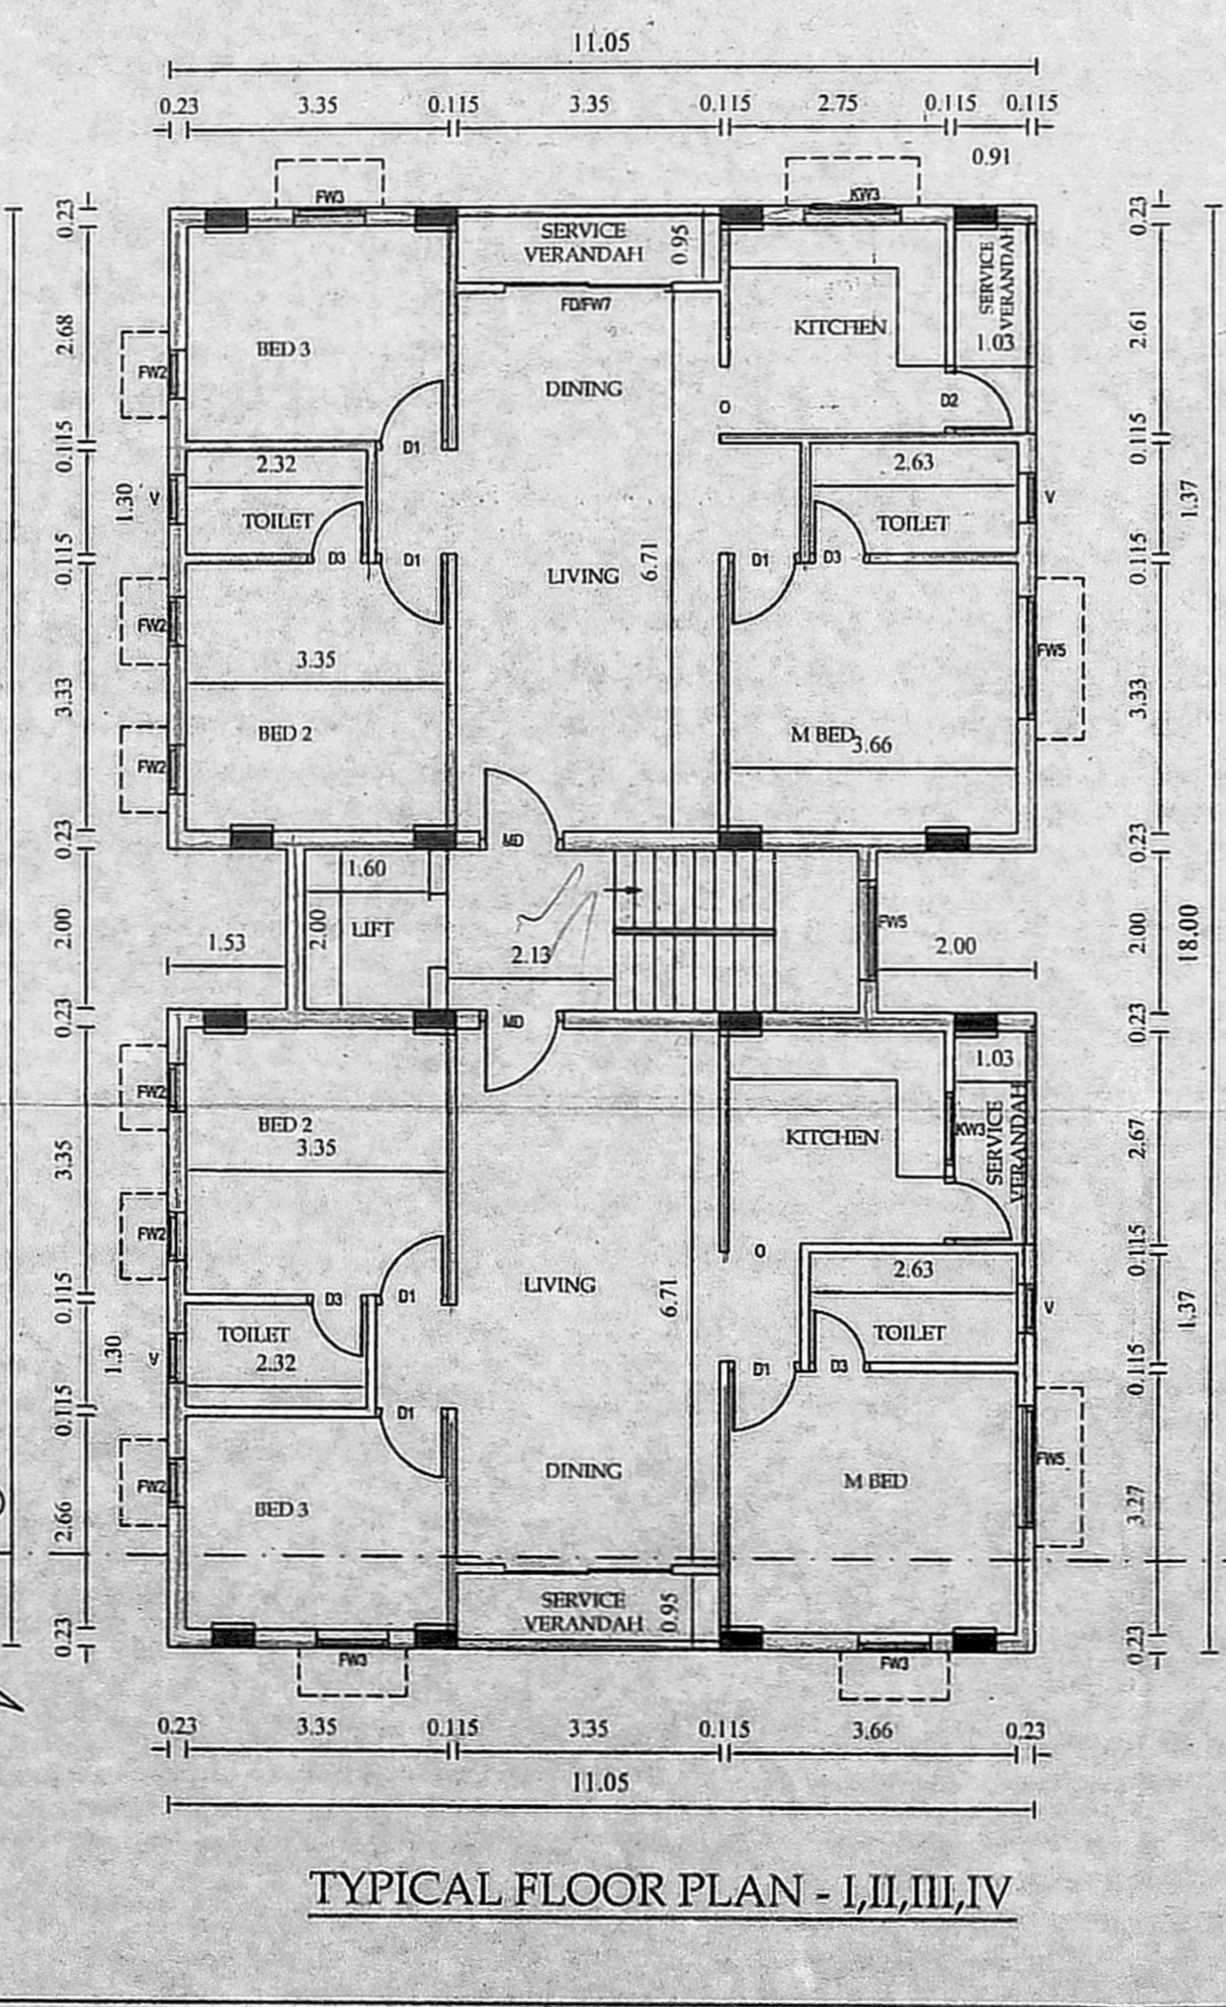 11.05
0.23 3.35 0.115 3.35 0.115 2.75 0.115 0.115
0.91
FW3
KW3
0.23
SERVICE
VERANDAH
0.95
SERVICE
VERANDAH
0.23
FD/FW7
KITCHEN
2.68
BED 3
1.03
2.61
FW2
DINING
O
D2
D1
0.115
2.32
2.63
0.115
1.30
V
TOILET
TOILET
V
1.37
0.115
D3
D1
LIVING
6.71
D1
D3
0.115
FW2
3.35
FW5
3.33
BED 2
M BED
3.66
3.33
FW2
0.23
MD
0.23
1.60
2.00
1.53
2.00
LIFT
2.13
FW5
2.00
2.00
18.00
0.23
MD
0.23
1.03
FW2
BED 2
3.35
KITCHEN
KW3
SERVICE
VERANDAH
3.35
2.67
FW2
O
LIVING
6.71
2.63
0.115
D3
D1
0.115
TOILET
2.32
TOILET
V
1.30
V
1.37
D1
D3
0.115
0.115
D1
DINING
M BED
FW5
FW2
BED 3
2.66
3.27
SERVICE
VERANDAH
0.95
0.23
0.23
FW3
FW3
0.23 3.35 0.115 3.35 0.115 3.66 0.23
11.05
TYPICAL FLOOR PLAN - I,II,III,IV